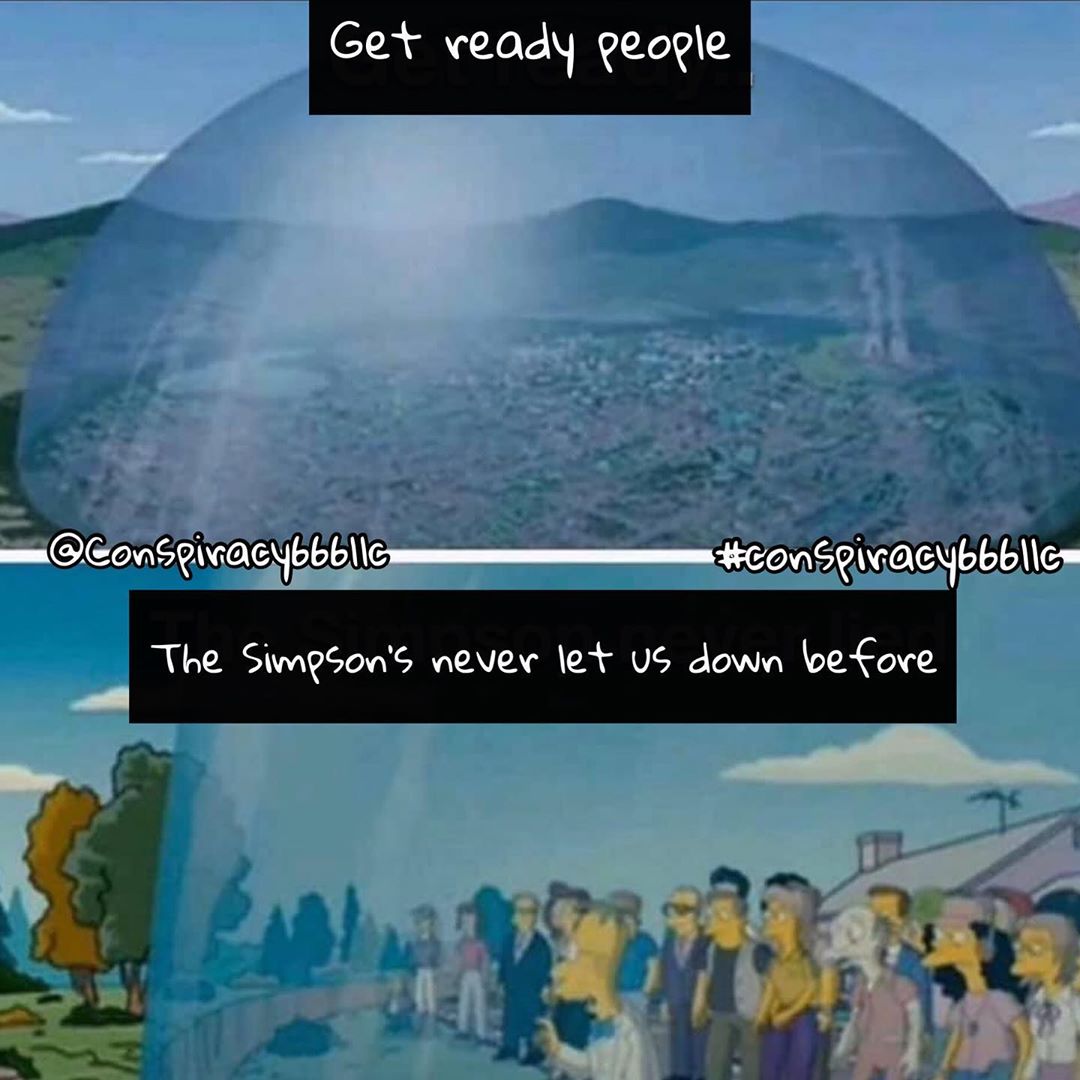 Get ready people
@Conspiracy666llc
#conspiracy666llc
The Simpson's never let us down before